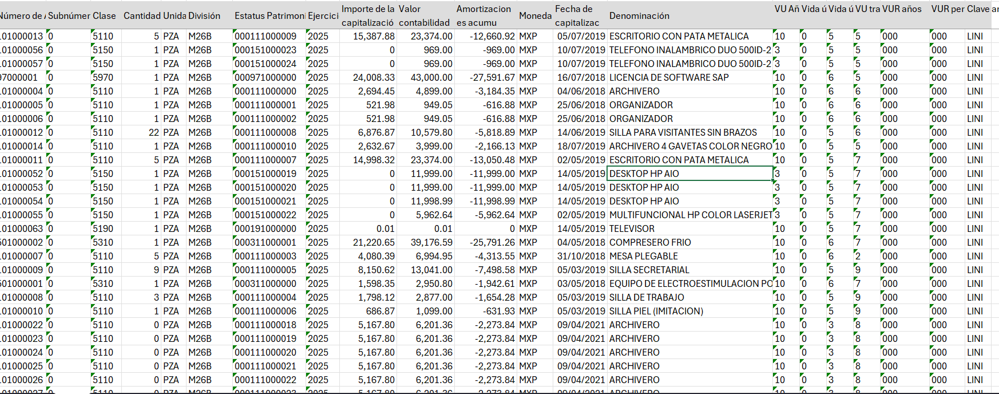 Número de Subnúmer Clase Cantidad Unida División Estatus Patrimoni Ejercici Importe de la capitalizació Valor contabilidad Amortizacion es acumu Moneda Fecha de capitalizac Denominación VU Añ Vida ú Vida ú VU tra VUR años VUR per Clave ar
01000013 0 5110 5 PZA M26B 000111000009 2025 15,387.88 23,374.00 -12,660.92 MXP 05/07/2019 ESCRITORIO CON PATA METALICA 10 0 5 5 000 000 LINI
01000056 0 5150 1 PZA M26B 000151000023 2025 0 969.00 -969.00 MXP 10/07/2019 TELEFONO INALAMBRICO DUO 500ID-2 3 0 5 5 000 000 LINI
01000057 0 5150 1 PZA M26B 000151000024 2025 0 969.00 -969.00 MXP 10/07/2019 TELEFONO INALAMBRICO DUO 500ID-2 3 0 5 5 000 000 LINI
97000001 0 5970 1 PZA M26B 000971000000 2025 24,008.33 43,000.00 -27,591.67 MXP 16/07/2018 LICENCIA DE SOFTWARE SAP 10 0 6 5 000 000 LINI
01000004 0 5110 1 PZA M26B 000111000000 2025 2,694.45 4,899.00 -3,184.35 MXP 04/06/2018 ARCHIVERO 10 0 6 6 000 000 LINI
01000005 0 5110 1 PZA M26B 000111000001 2025 521.98 949.05 -616.88 MXP 25/06/2018 ORGANIZADOR 10 0 6 6 000 000 LINI
01000006 0 5110 1 PZA M26B 000111000002 2025 521.98 949.05 -616.88 MXP 25/06/2018 ORGANIZADOR 10 0 6 6 000 000 LINI
01000012 0 5110 22 PZA M26B 000111000008 2025 6,876.87 10,579.80 -5,818.89 MXP 14/06/2019 SILLA PARA VISITANTES SIN BRAZOS 10 0 5 6 000 000 LINI
01000014 0 5110 1 PZA M26B 000111000010 2025 2,632.67 3,999.00 -2,166.13 MXP 18/07/2019 ARCHIVERO 4 GAVETAS COLOR NEGRO 10 0 5 5 000 000 LINI
01000011 0 5110 5 PZA M26B 000111000007 2025 14,998.32 23,374.00 -13,050.48 MXP 02/05/2019 ESCRITORIO CON PATA METALICA 10 0 5 7 000 000 LINI
01000052 0 5150 1 PZA M26B 000151000019 2025 0 11,999.00 -11,999.00 MXP 14/05/2019 DESKTOP HP AIO 3 0 5 7 000 000 LINI
01000053 0 5150 1 PZA M26B 000151000020 2025 0 11,999.00 -11,999.00 MXP 14/05/2019 DESKTOP HP AIO 3 0 5 7 000 000 LINI
01000054 0 5150 1 PZA M26B 000151000021 2025 0 11,998.99 -11,998.99 MXP 14/05/2019 DESKTOP HP AIO 3 0 5 7 000 000 LINI
01000055 0 5150 1 PZA M26B 000151000022 2025 0 5,962.64 -5,962.64 MXP 02/05/2019 MULTIFUNCIONAL HP COLOR LASERJET 3 0 5 7 000 000 LINI
01000063 0 5190 1 PZA M26B 000191000000 2025 0.01 0.01 0 MXP 14/05/2019 TELEVISOR 10 0 5 7 000 000 LINI
01000002 0 5310 1 PZA M26B 000311000001 2025 21,220.65 39,176.59 -25,791.26 MXP 04/05/2018 COMPRESERO FRIO 10 0 6 7 000 000 LINI
01000007 0 5110 5 PZA M26B 000111000003 2025 4,080.39 6,994.95 -4,313.55 MXP 31/10/2018 MESA PLEGABLE 10 0 6 2 000 000 LINI
01000009 0 5110 9 PZA M26B 000111000005 2025 8,150.62 13,041.00 -7,498.58 MXP 05/03/2019 SILLA SECRETARIAL 10 0 5 9 000 000 LINI
01000001 0 5310 1 PZA M26B 000311000000 2025 1,598.35 2,950.80 -1,942.61 MXP 03/05/2018 EQUIPO DE ELECTROESTIMULACION PO 10 0 6 7 000 000 LINI
01000008 0 5110 3 PZA M26B 000111000004 2025 1,798.12 2,877.00 -1,654.28 MXP 05/03/2019 SILLA DE TRABAJO 10 0 5 9 000 000 LINI
01000010 0 5110 1 PZA M26B 000111000006 2025 686.87 1,099.00 -631.93 MXP 05/03/2019 SILLA PIEL (IMITACION) 10 0 5 9 000 000 LINI
01000022 0 5110 0 PZA M26B 000111000018 2025 5,167.80 6,201.36 -2,273.84 MXP 09/04/2021 ARCHIVERO 10 0 3 8 000 000 LINI
01000023 0 5110 0 PZA M26B 000111000019 2025 5,167.80 6,201.36 -2,273.84 MXP 09/04/2021 ARCHIVERO 10 0 3 8 000 000 LINI
01000024 0 5110 0 PZA M26B 000111000020 2025 5,167.80 6,201.36 -2,273.84 MXP 09/04/2021 ARCHIVERO 10 0 3 8 000 000 LINI
01000025 0 5110 0 PZA M26B 000111000021 2025 5,167.80 6,201.36 -2,273.84 MXP 09/04/2021 ARCHIVERO 10 0 3 8 000 000 LINI
01000026 0 5110 0 PZA M26B 000111000022 2025 5,167.80 6,201.36 -2,273.84 MXP 09/04/2021 ARCHIVERO 10 0 3 8 000 000 LINI